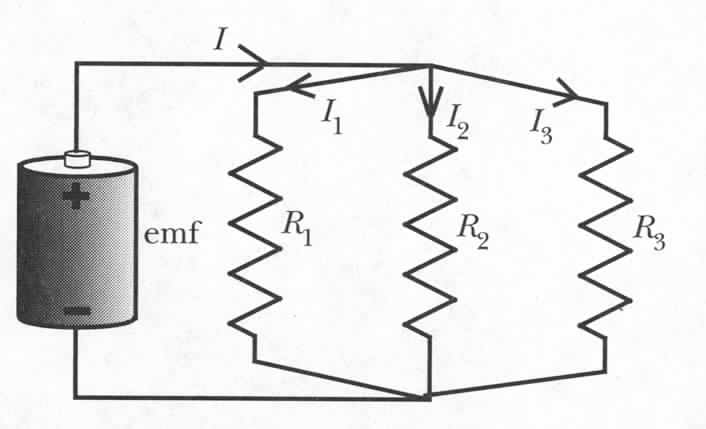 I
I₁
I₂
I₃
+
emf
R₁
R₂
R₃
−